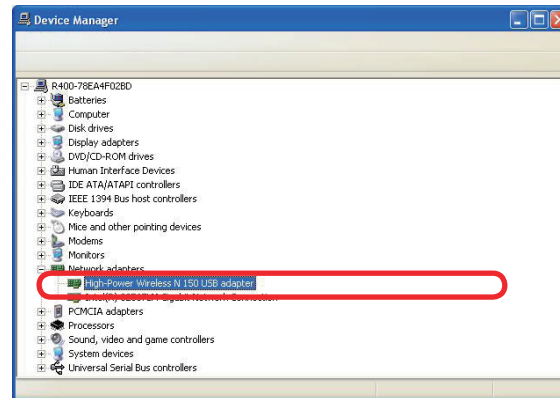 Device Manager
R400-78EA4F02BD
Batteries
Computer
Disk drives
Display adapters
DVD/CD-ROM drives
Human Interface Devices
IDE ATA/ATAPI controllers
IEEE 1394 Bus host controllers
Keyboards
Mice and other pointing devices
Modems
Monitors
Network adapters
High-Power Wireless N 150 USB adapter
Intel(R) 82567LM Gigabit Network Connection
PCMCIA adapters
Processors
Sound, video and game controllers
System devices
Universal Serial Bus controllers